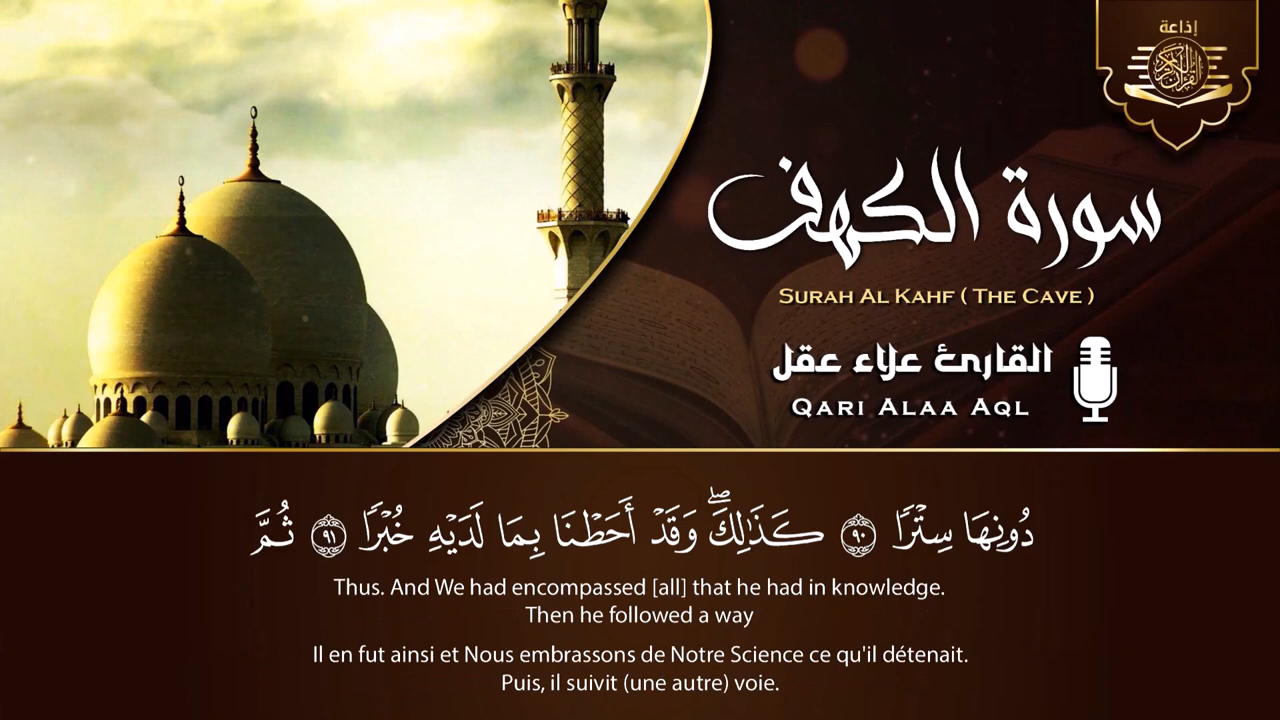 إذاعة
القرآن الكريم
سورة الكهف
SURAH AL KAHF ( THE CAVE )
القارئ علاء عقل
QARI ALAA AQL
دُونِهَا سِتْرًا ٩٠ كَذَٰلِكَۖ وَقَدْ أَحَطْنَا بِمَا لَدَيْهِ خُبْرًا ٩١ ثُمَّ
Thus. And We had encompassed [all] that he had in knowledge.
Then he followed a way
Il en fut ainsi et Nous embrassons de Notre Science ce qu'il détenait.
Puis, il suivit (une autre) voie.